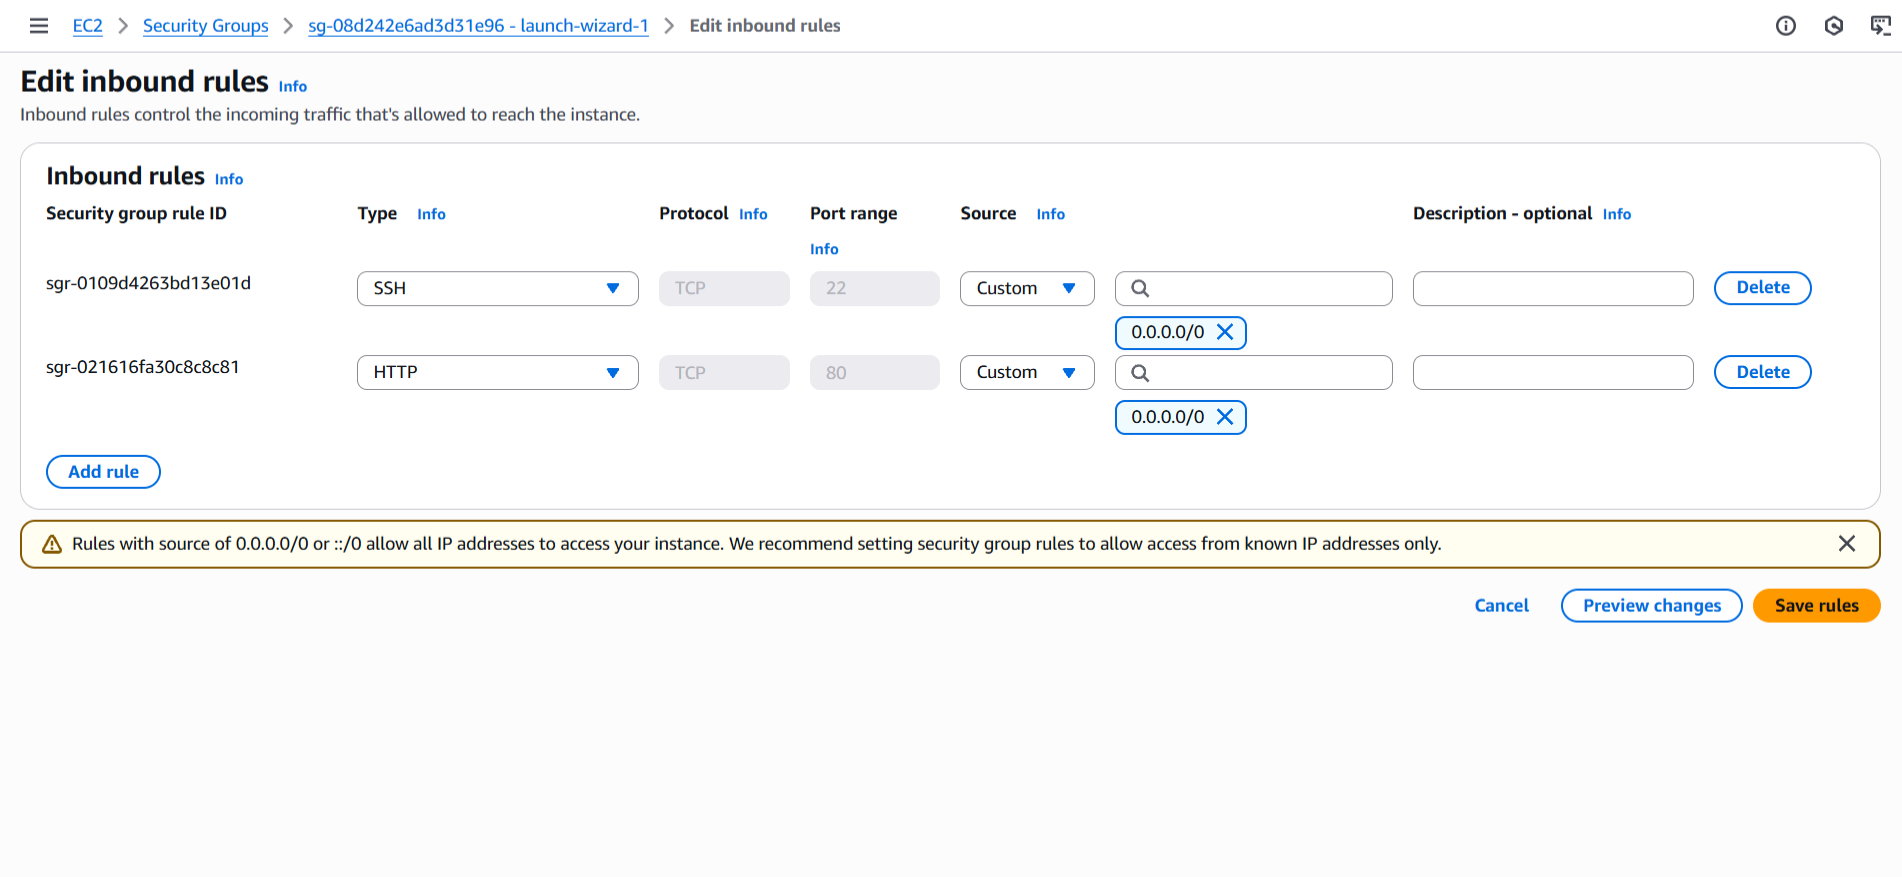 EC2 Security Groups sg-08d242e6ad3d31e96 - launch-wizard-1 Edit inbound rules
Edit inbound rules Info
Inbound rules control the incoming traffic that's allowed to reach the instance.
Inbound rules Info
Security group rule ID Type Info Protocol Info Port range Info Source Info Description - optional Info
sgr-0109d4263bd13e01d SSH TCP 22 Custom Delete
0.0.0.0/0
sgr-021616fa30c8c8c81 HTTP TCP 80 Custom Delete
0.0.0.0/0
Add rule
Rules with source of 0.0.0.0/0 or ::/0 allow all IP addresses to access your instance. We recommend setting security group rules to allow access from known IP addresses only.
Cancel Preview changes Save rules